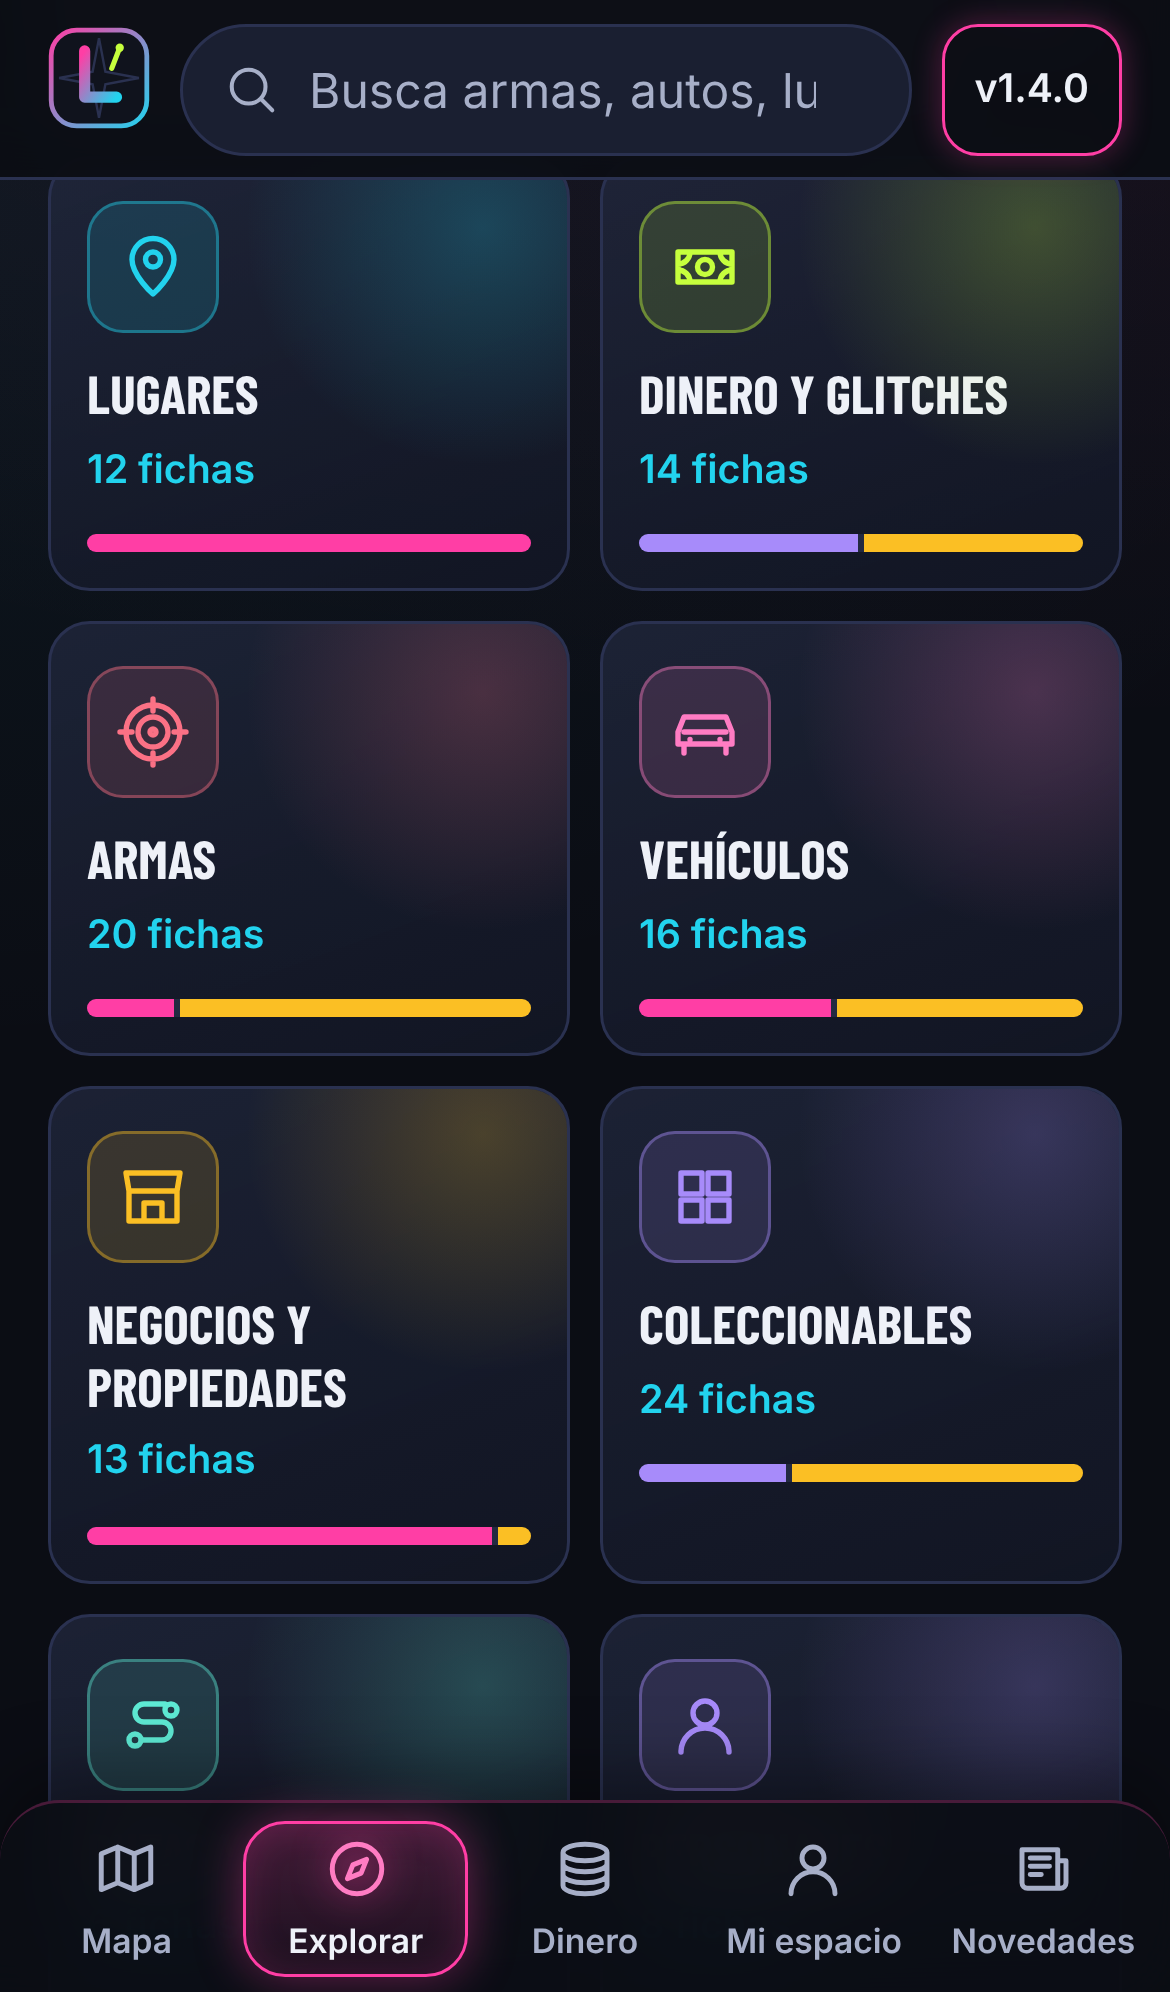 Busca armas, autos, lu
v1.4.0
LUGARES
12 fichas
DINERO Y GLITCHES
14 fichas
ARMAS
20 fichas
VEHÍCULOS
16 fichas
NEGOCIOS Y
PROPIEDADES
13 fichas
COLECCIONABLES
24 fichas
Mapa
Explorar
Dinero
Mi espacio
Novedades